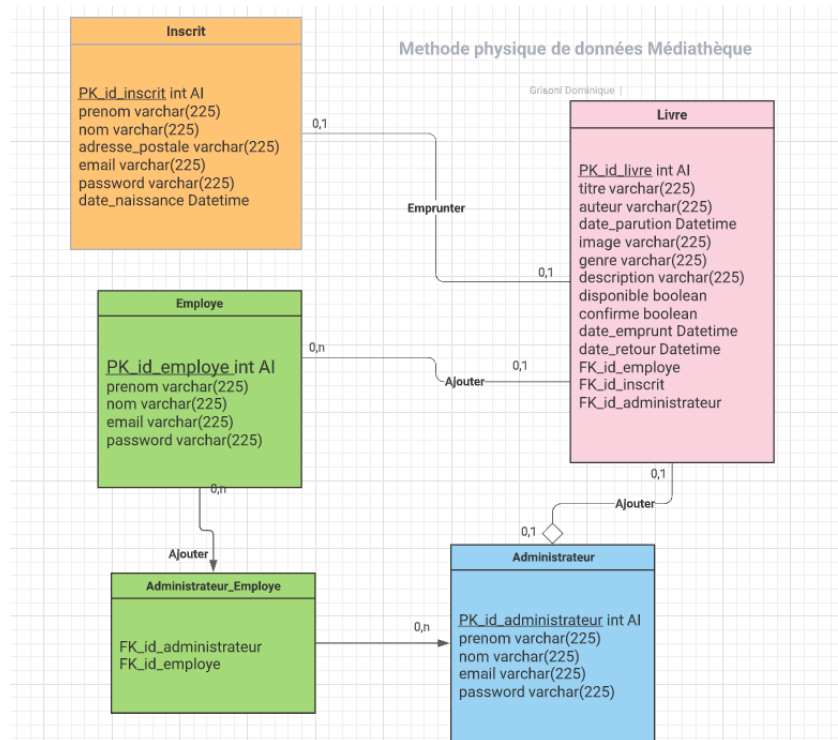 Methode physique de données Médiathèque
Grisoni Dominique
Inscrit
PK_id_inscrit int AI
prenom varchar(225)
nom varchar(225)
adresse_postale varchar(225)
email varchar(225)
password varchar(225)
date_naissance Datetime
0,1
Emprunter
0,1
Livre
PK_id_livre int AI
titre varchar(225)
auteur varchar(225)
date_parution Datetime
image varchar(225)
genre varchar(225)
description varchar(225)
disponible boolean
confirme boolean
date_emprunt Datetime
date_retour Datetime
FK_id_employe
FK_id_inscrit
FK_id_administrateur
Employe
PK_id_employe int AI
prenom varchar(225)
nom varchar(225)
email varchar(225)
password varchar(225)
0,n
Ajouter
0,1
0,n
Ajouter
0,1
Ajouter
0,1
Administrateur_Employe
FK_id_administrateur
FK_id_employe
0,n
Administrateur
PK_id_administrateur int AI
prenom varchar(225)
nom varchar(225)
email varchar(225)
password varchar(225)